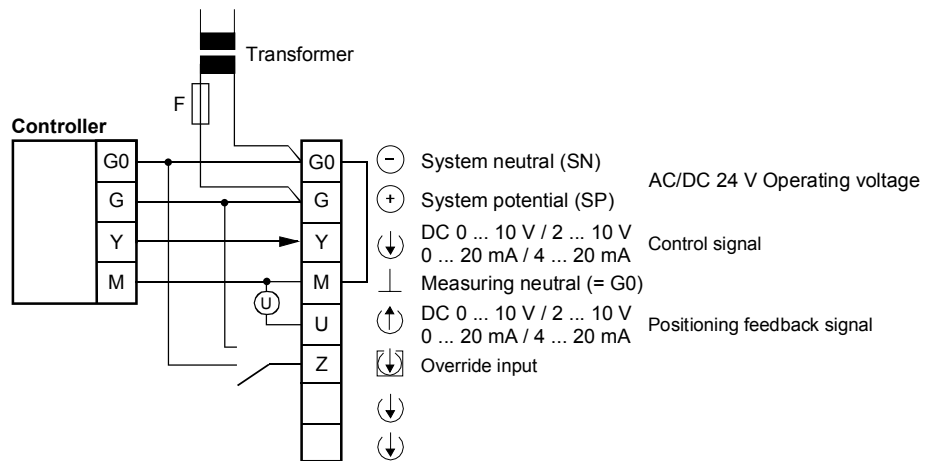 Transformer
F
Controller
G0
G0
System neutral (SN)
AC/DC 24 V Operating voltage
G
G
System potential (SP)
Y
Y
DC 0 ... 10 V / 2 ... 10 V
0 ... 20 mA / 4 ... 20 mA
Control signal
M
M
Measuring neutral (= G0)
U
U
DC 0 ... 10 V / 2 ... 10 V
0 ... 20 mA / 4 ... 20 mA
Positioning feedback signal
Z
Override input